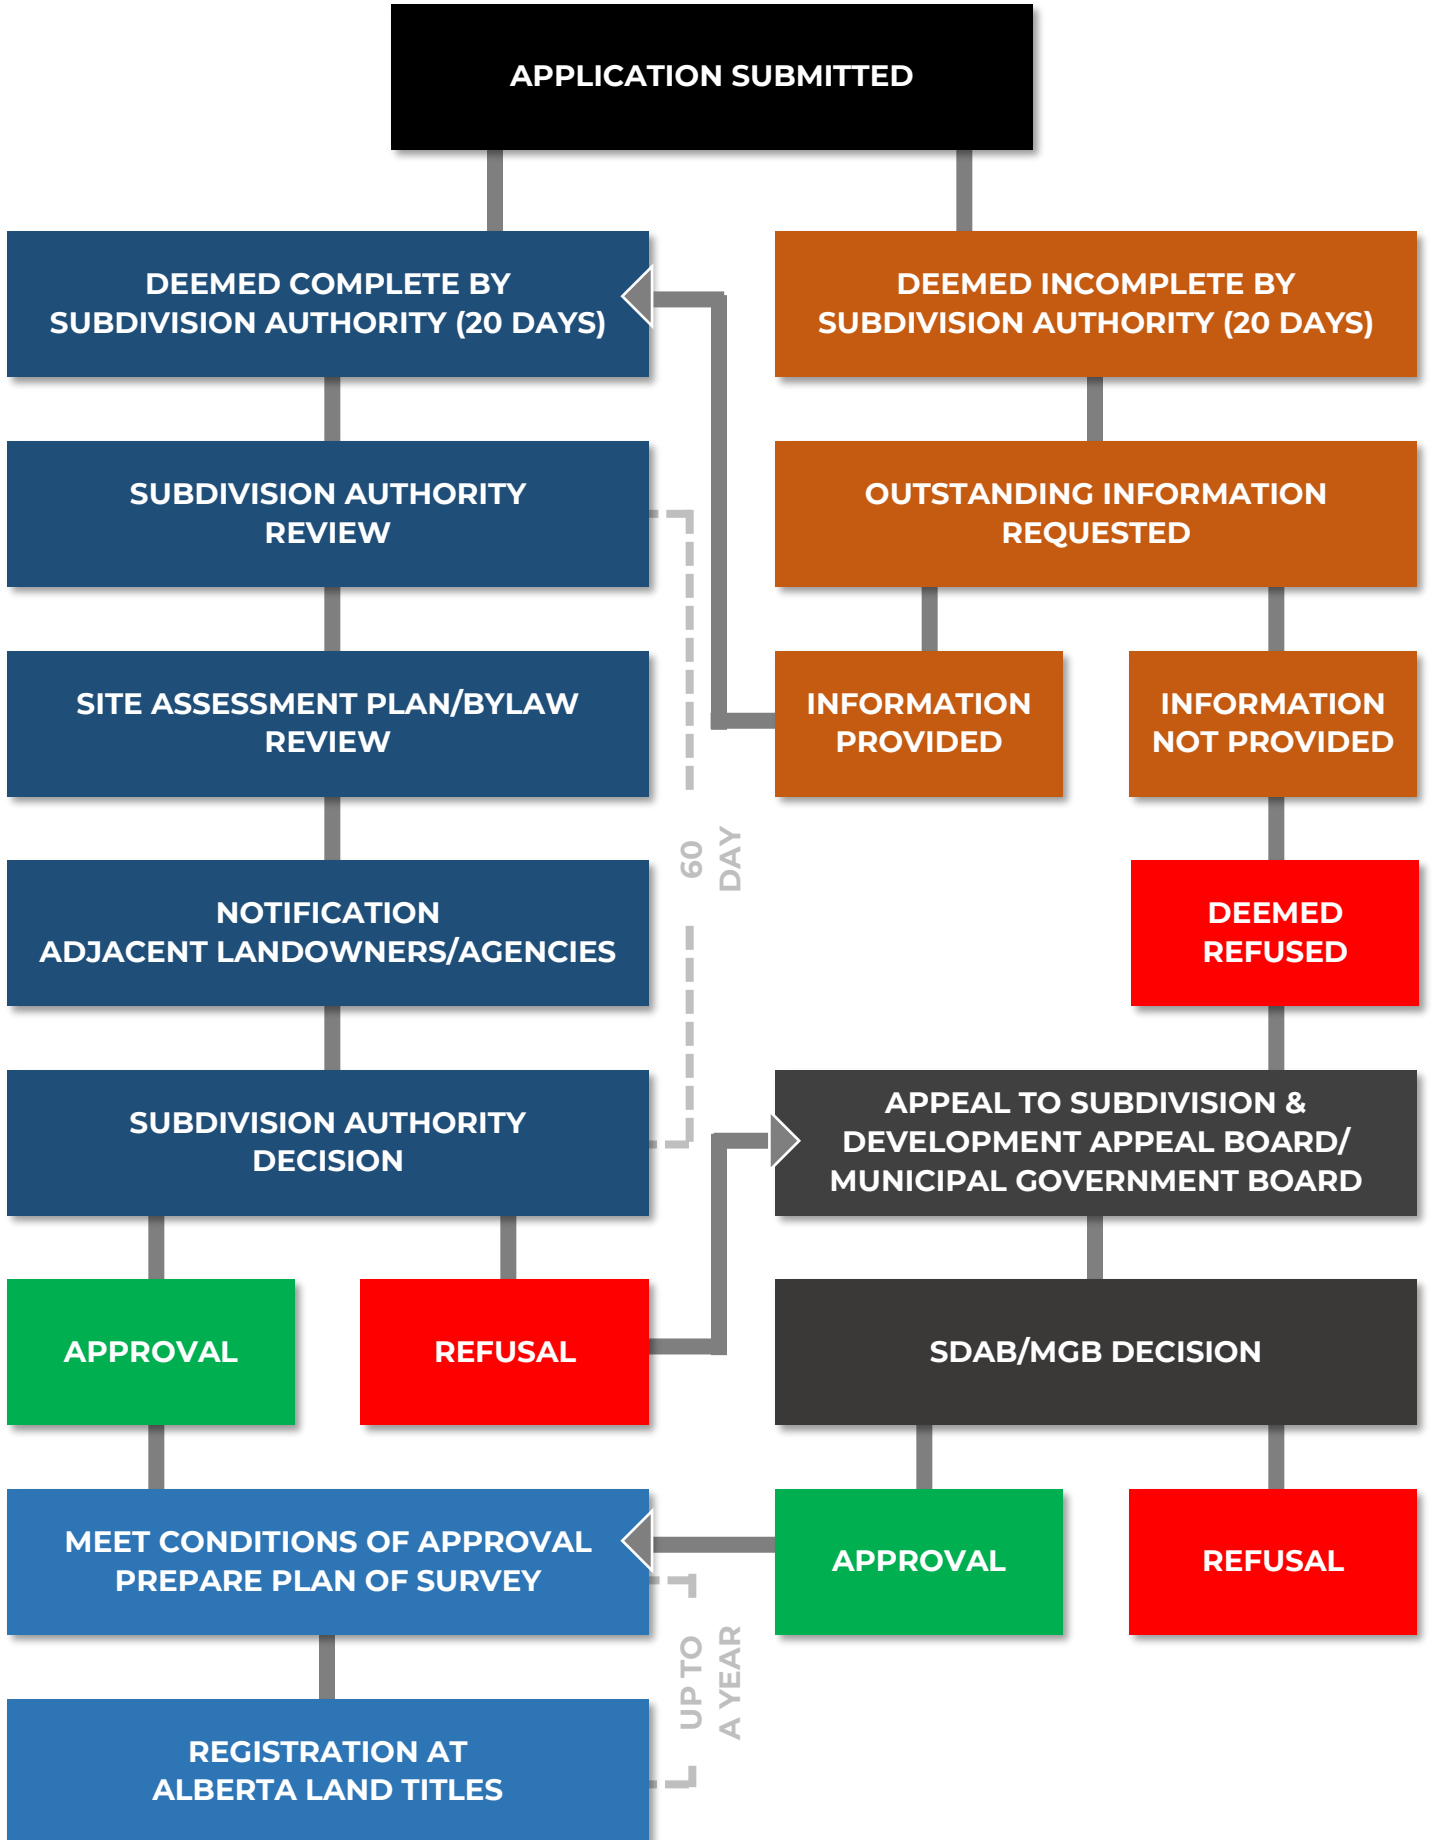 APPLICATION SUBMITTED
DEEMED COMPLETE BY
SUBDIVISION AUTHORITY (20 DAYS)
DEEMED INCOMPLETE BY
SUBDIVISION AUTHORITY (20 DAYS)
SUBDIVISION AUTHORITY
REVIEW
OUTSTANDING INFORMATION
REQUESTED
SITE ASSESSMENT PLAN/BYLAW
REVIEW
INFORMATION
PROVIDED
INFORMATION
NOT PROVIDED
60
DAY
NOTIFICATION
ADJACENT LANDOWNERS/AGENCIES
DEEMED
REFUSED
SUBDIVISION AUTHORITY
DECISION
APPEAL TO SUBDIVISION &
DEVELOPMENT APPEAL BOARD/
MUNICIPAL GOVERNMENT BOARD
APPROVAL
REFUSAL
SDAB/MGB DECISION
MEET CONDITIONS OF APPROVAL
PREPARE PLAN OF SURVEY
APPROVAL
REFUSAL
UP TO
A YEAR
REGISTRATION AT
ALBERTA LAND TITLES